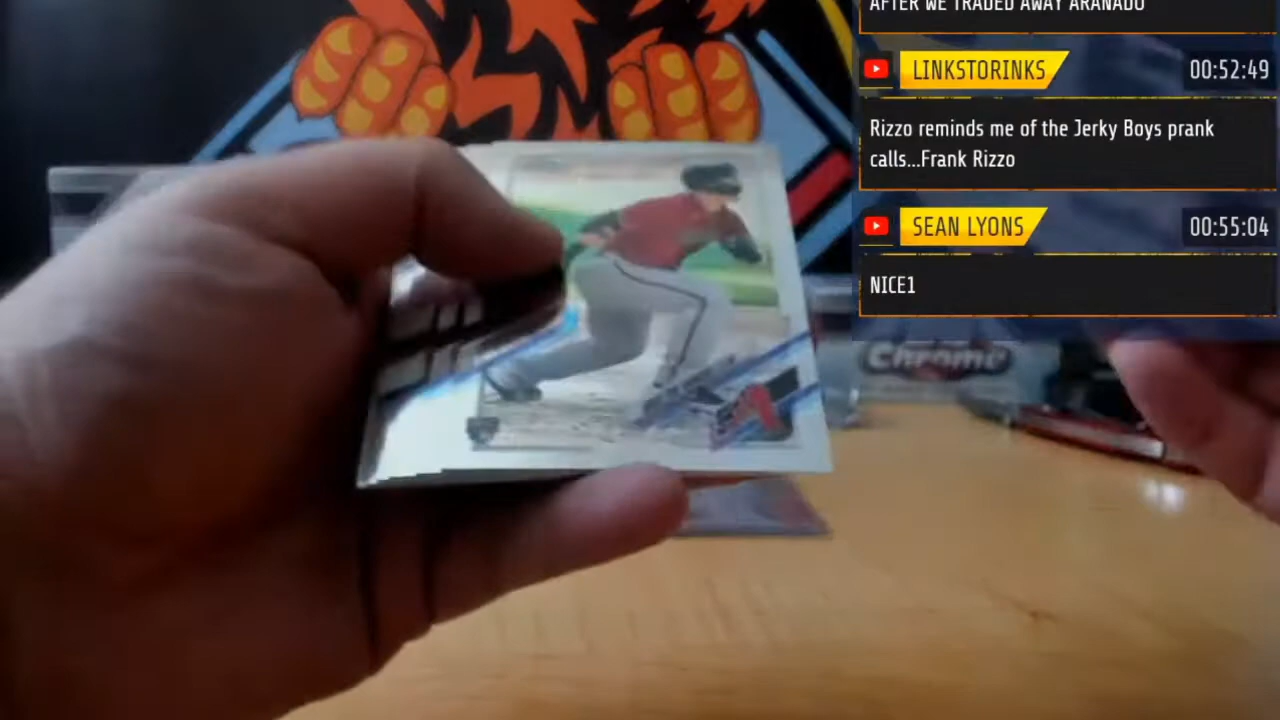 AFTER WE TRADED AWAY ARANADO
LINKSTORINKS 00:52:49
Rizzo reminds me of the Jerky Boys prank
calls...Frank Rizzo
SEAN LYONS 00:55:04
NICE1
Chrome